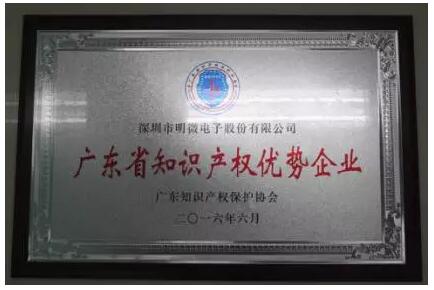 深圳市明微电子股份有限公司
广东省知识产权优势企业
广东知识产权保护协会
二〇一六年六月